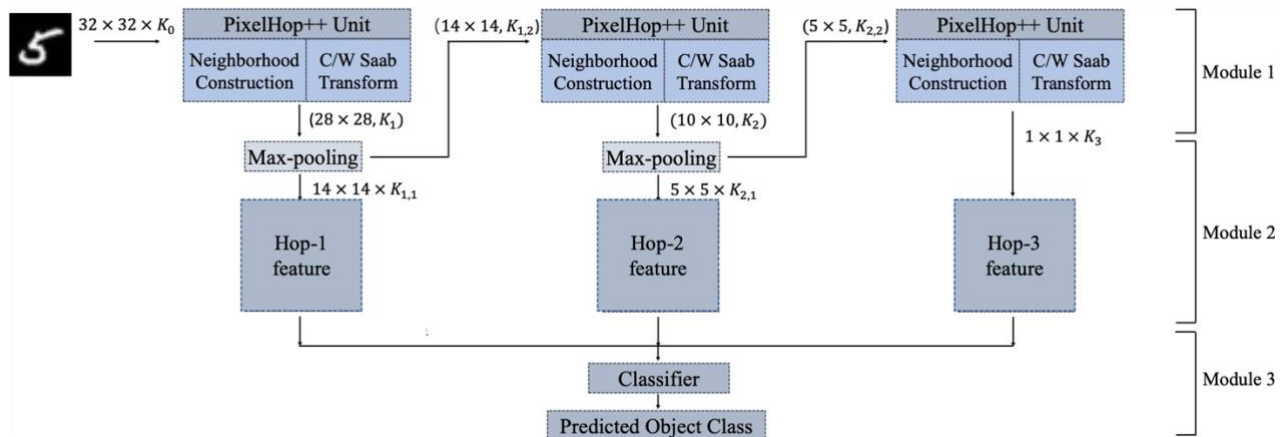 32 × 32 × K₀
PixelHop++ Unit
Neighborhood Construction
C/W Saab Transform
(14 × 14, K₁,₂)
PixelHop++ Unit
Neighborhood Construction
C/W Saab Transform
(5 × 5, K₂,₂)
PixelHop++ Unit
Neighborhood Construction
C/W Saab Transform
Module 1
(28 × 28, K₁)
(10 × 10, K₂)
1 × 1 × K₃
Max-pooling
Max-pooling
14 × 14 × K₁,₁
5 × 5 × K₂,₁
Hop-1
feature
Hop-2
feature
Hop-3
feature
Module 2
Classifier
Module 3
Predicted Object Class
5